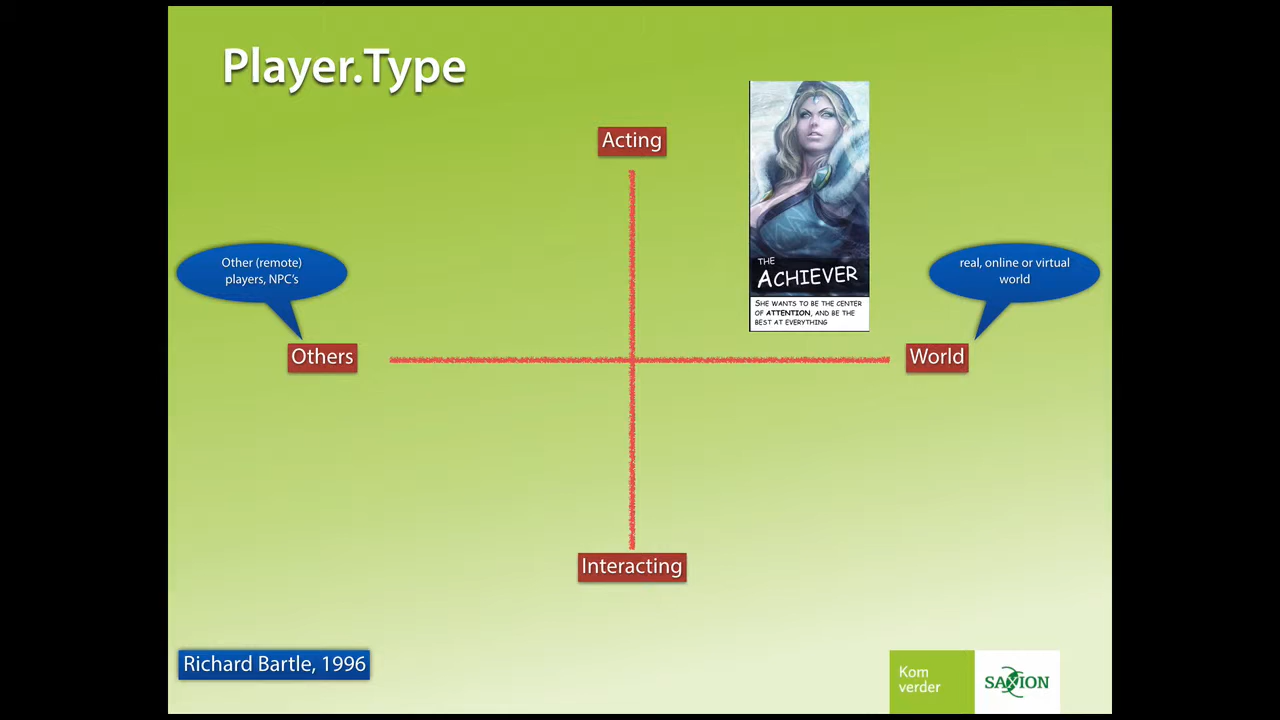 Player.Type
Acting
THE
ACHIEVER
SHE WANTS TO BE THE CENTER
OF ATTENTION, AND BE THE
BEST AT EVERYTHING
Other (remote)
players, NPC's
real, online or virtual
world
Others
World
Interacting
Richard Bartle, 1996
Kom
verder
SAXION